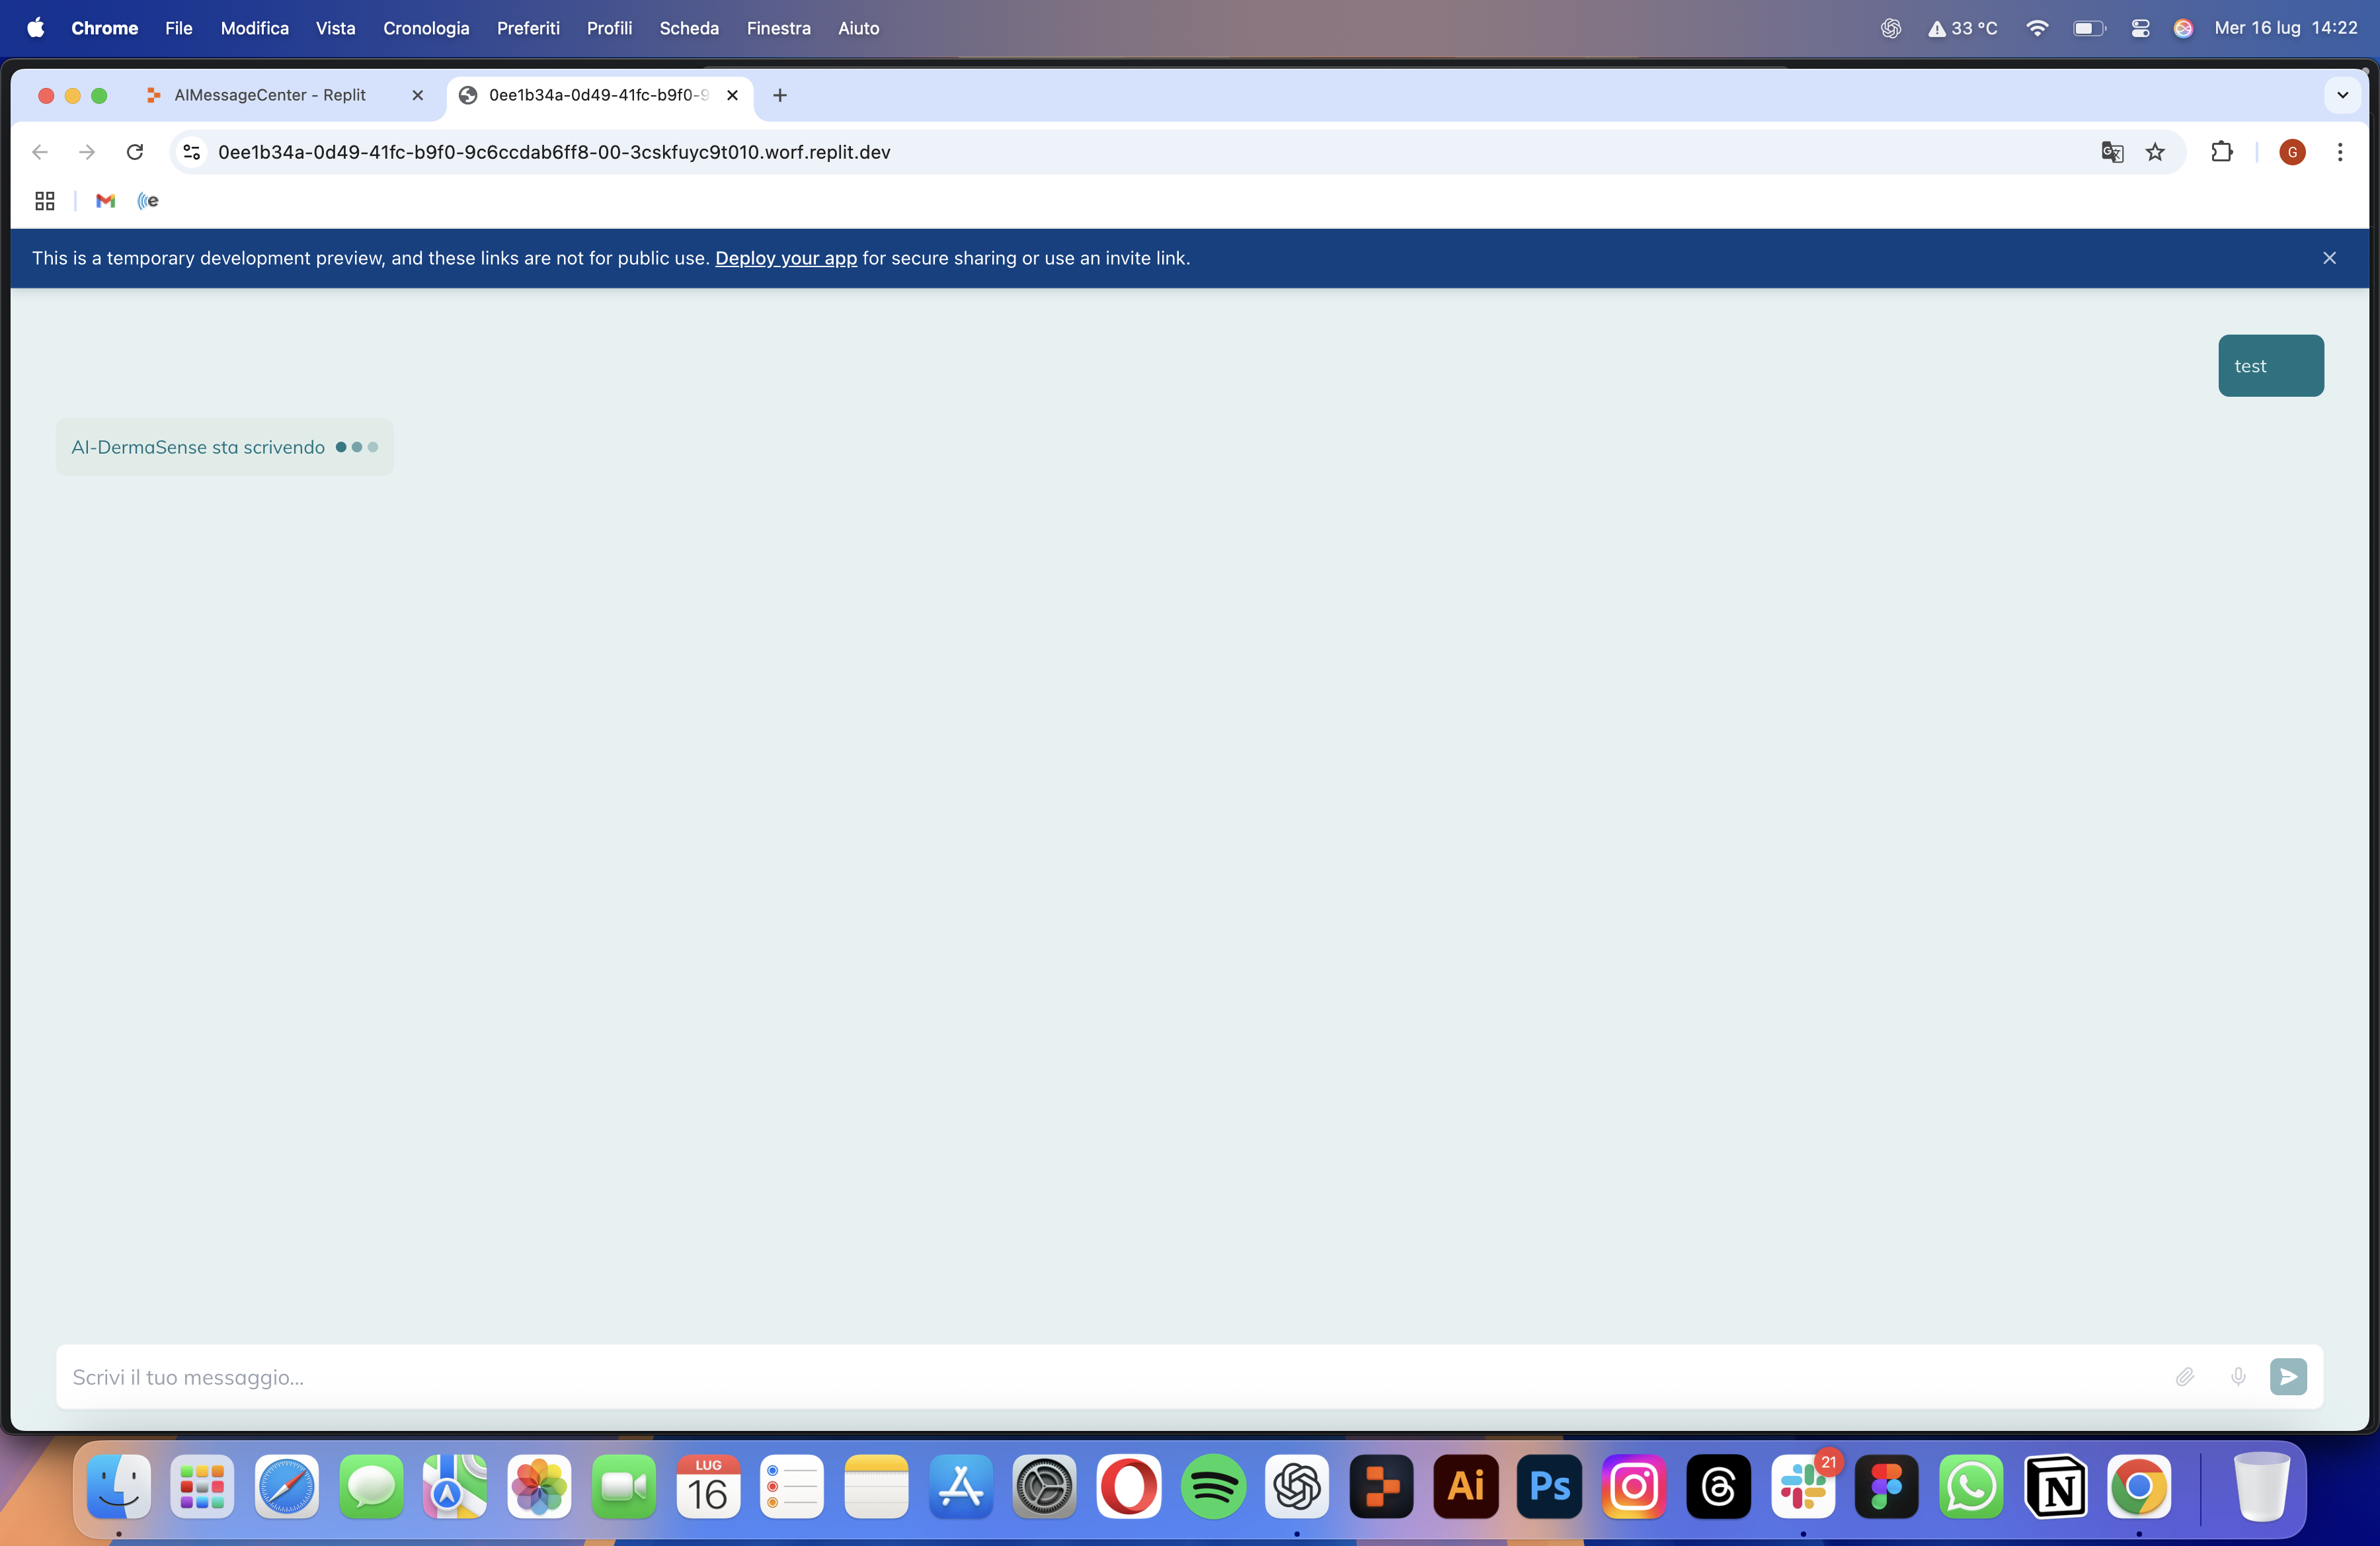 Chrome File Modifica Vista Cronologia Preferiti Profili Scheda Finestra Aiuto 33 °C Mer 16 lug 14:22
AIMessageCenter - Replit 0ee1b34a-0d49-41fc-b9f0-9
0ee1b34a-0d49-41fc-b9f0-9c6ccdab6ff8-00-3cskfuyc9t010.worf.replit.dev G
e
This is a temporary development preview, and these links are not for public use. Deploy your app for secure sharing or use an invite link.
test
AI-DermaSense sta scrivendo
Scrivi il tuo messaggio...
LUG
16
Ai
Ps
21
N